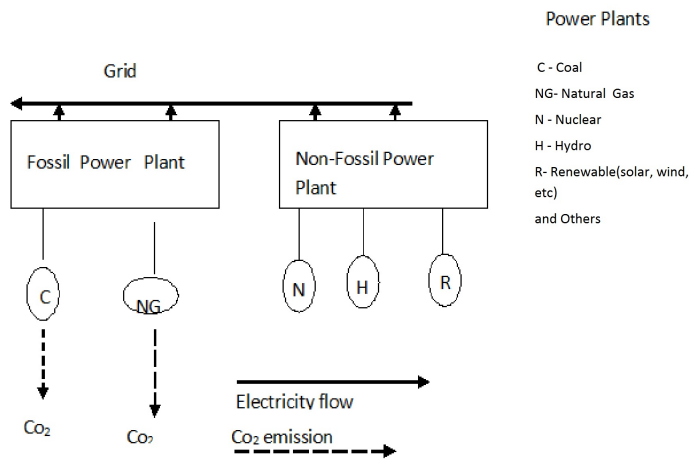 Power Plants
Grid
C - Coal
NG- Natural Gas
N - Nuclear
H - Hydro
R- Renewable(solar, wind,
etc)
and Others
Fossil Power Plant
Non-Fossil Power
Plant
C
NG
N
H
R
Electricity flow
Co₂
Co₂
Co₂ emission